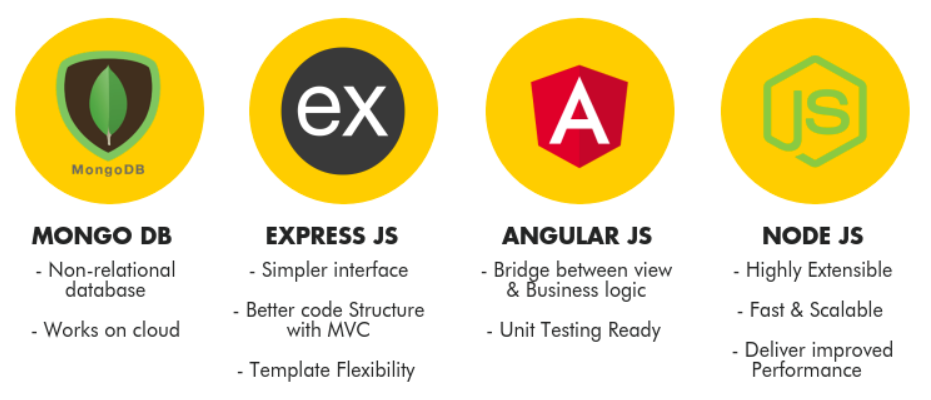 MongoDB
ex
A
JS
MONGO DB
- Non-relational
database
- Works on cloud
EXPRESS JS
- Simpler interface
- Better code Structure
with MVC
- Template Flexibility
ANGULAR JS
- Bridge between view
& Business logic
- Unit Testing Ready
NODE JS
- Highly Extensible
- Fast & Scalable
- Deliver improved
Performance